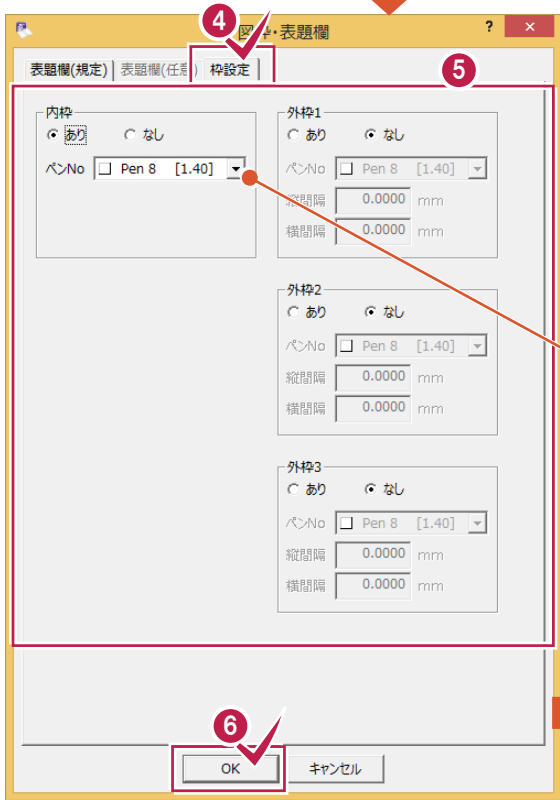 4
図枠・表題欄 ? ×
表題欄(規定) 表題欄(任意) 枠設定
5
内枠
あり なし
ペンNo Pen 8 [1.40]
外枠1
あり なし
ペンNo Pen 8 [1.40]
縦間隔 0.0000 mm
横間隔 0.0000 mm
外枠2
あり なし
ペンNo Pen 8 [1.40]
縦間隔 0.0000 mm
横間隔 0.0000 mm
外枠3
あり なし
ペンNo Pen 8 [1.40]
縦間隔 0.0000 mm
横間隔 0.0000 mm
6
OK キャンセル